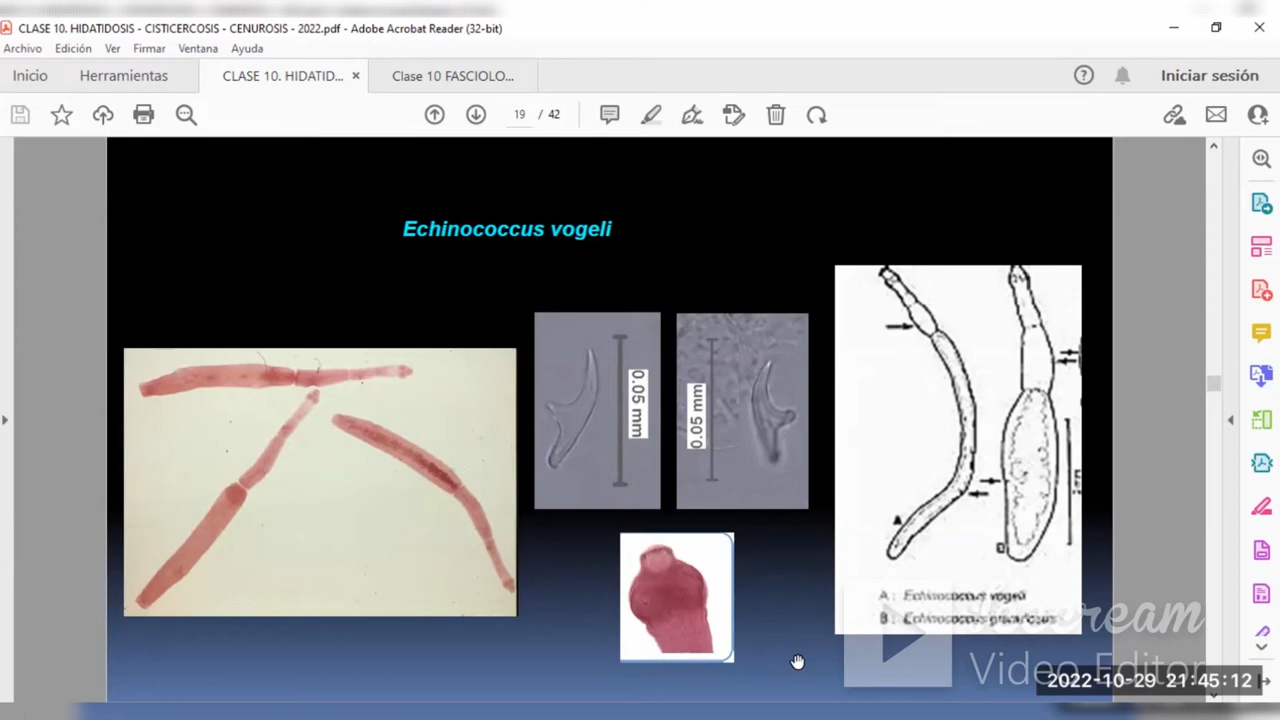 CLASE 10. HIDATIDOSIS - CISTICERCOSIS - CENUROSIS - 2022.pdf - Adobe Acrobat Reader (32-bit)
Archivo Edición Ver Firmar Ventana Ayuda
Inicio Herramientas CLASE 10. HIDATID... × Clase 10 FASCIOLO... Iniciar sesión
19 / 42
Echinococcus vogeli
0.05 mm
0.05 mm
A
A : Echinococcus vogeli
B : Echinococcus granulosus
Video Editor
2022-10-29 21:45:12